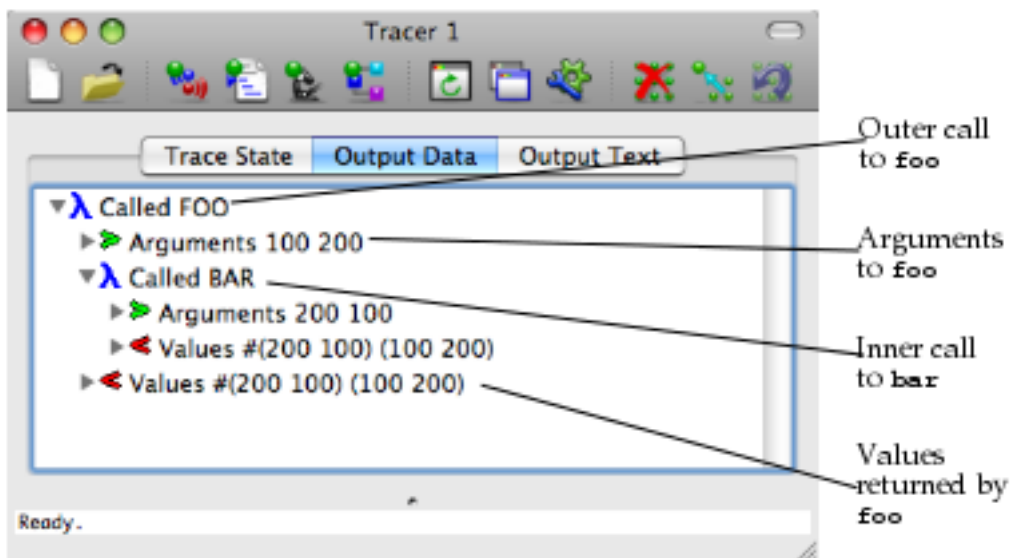 Tracer 1
Trace State Output Data Output Text
Called FOO
Arguments 100 200
Called BAR
Arguments 200 100
Values #(200 100) (100 200)
Values #(200 100) (100 200)
Ready.
Outer call
to foo
Arguments
to foo
Inner call
to bar
Values
returned by
foo